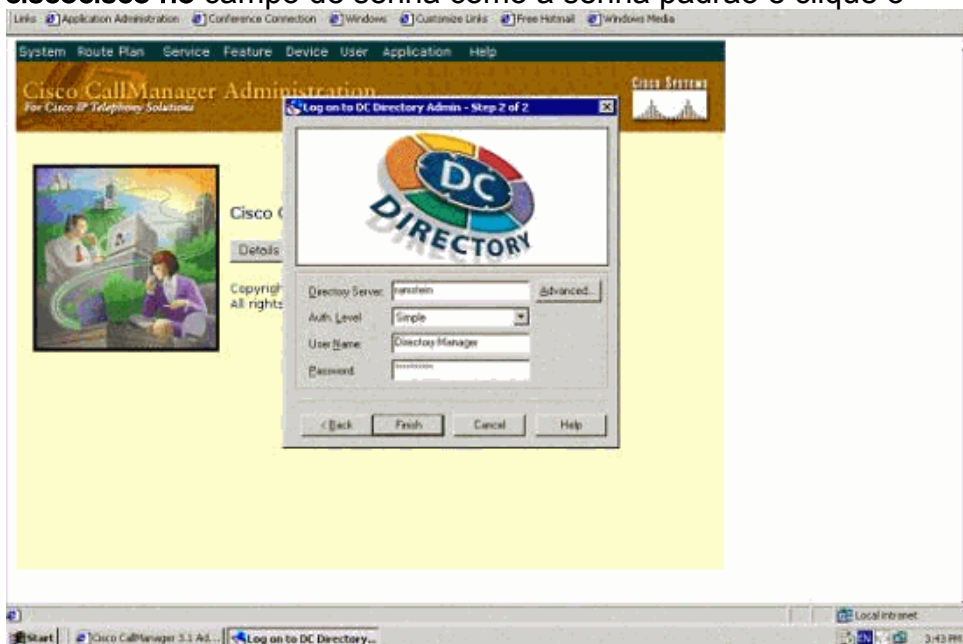 ciscocisco no campo de senha como a senha padrão e clique o
Links Application Administration Conference Connection Windows Customize Links Free Hotmail Windows Media
System Route Plan Service Feature Device User Application Help
Cisco CallManager Administration
For Cisco IP Telephony Solutions
CISCO SYSTEMS
Log on to DC Directory Admin - Step 2 of 2
DC
DIRECTORY
Cisco
Details
Copyright
All rights
Directory Server:
Advanced...
Auth. Level
Simple
User Name:
Directory Manager
Password
< Back Finish Cancel Help
Local intranet
Start Cisco CallManager 3.1 Ad... Log on to DC Directory... 3:43 PM